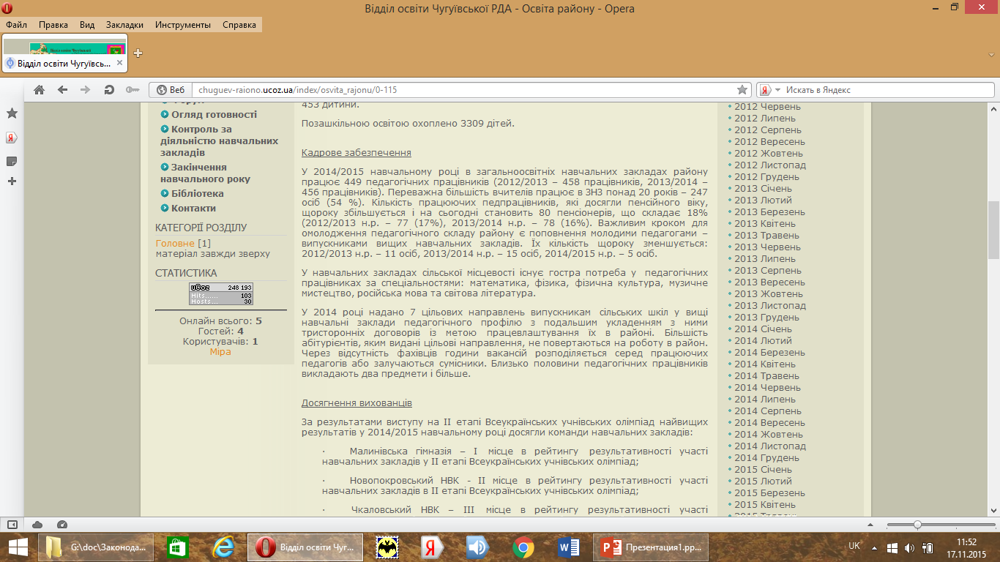 Відділ освіти Чугуївської РДА - Освіта району - Opera
Файл Правка Вид Закладки Инструменты Справка
Відділ освіти Чугуївсь...
Веб chuguev-raiono.ucoz.ua/index/osvita_rajonu/0-115
Искать в Яндекс
Огляд готовності
Контроль за
діяльністю навчальних
закладів
Закінчення
навчального року
Бібліотека
Контакти
КАТЕГОРІЇ РОЗДІЛУ
Головне [1]
матеріал завжди зверху
СТАТИСТИКА
uCoz 248 193
Hits...... 103
Hosts... 30
Онлайн всього: 5
Гостей: 4
Користувачів: 1
Міра
453 дитини.
Позашкільною освітою охоплено 3309 дітей.
Кадрове забезпечення
У 2014/2015 навчальному році в загальноосвітніх навчальних закладах району
працює 449 педагогічних працівників (2012/2013 – 458 працівників, 2013/2014 –
456 працівників). Переважна більшість вчителів працює в ЗНЗ понад 20 років – 247
осіб (54 %). Кількість працюючих педпрацівників, які досягли пенсійного віку,
щороку збільшується і на сьогодні становить 80 пенсіонерів, що складає 18%
(2012/2013 н.р. – 77 (17%), 2013/2014 н.р. – 78 (16%). Важливим кроком для
омолодження педагогічного складу району є поповнення молодими педагогами –
випускниками вищих навчальних закладів. Їх кількість щороку зменшується:
2012/2013 н.р. – 11 осіб, 2013/2014 н.р. – 15 осіб, 2014/2015 н.р. – 5 осіб.
У навчальних закладах сільської місцевості існує гостра потреба у педагогічних
працівниках за спеціальностями: математика, фізика, фізична культура, музичне
мистецтво, російська мова та світова література.
У 2014 році надано 7 цільових направлень випускникам сільських шкіл у вищі
навчальні заклади педагогічного профілю з подальшим укладенням з ними
тристоронніх договорів із метою працевлаштування їх в районі. Більшість
абітурієнтів, яким видані цільові направлення, не повертаються на роботу в район.
Через відсутність фахівців години вакансій розподіляється серед працюючих
педагогів або залучаються сумісники. Близько половини педагогічних працівників
викладають два предмети і більше.
Досягнення вихованців
За результатами виступу на ІІ етапі Всеукраїнських учнівських олімпіад найвищих
результатів у 2014/2015 навчальному році досягли команди навчальних закладів:
· Малинівська гімназія – І місце в рейтингу результативності участі
навчальних закладів у ІІ етапі Всеукраїнських учнівських олімпіад;
· Новопокровський НВК - ІІ місце в рейтингу результативності участі
навчальних закладів в ІІ етапі Всеукраїнських учнівських олімпіад;
· Чкаловський НВК – ІІІ місце в рейтингу результативності участі
2012 Червень
2012 Липень
2012 Серпень
2012 Вересень
2012 Жовтень
2012 Листопад
2012 Грудень
2013 Січень
2013 Лютий
2013 Березень
2013 Квітень
2013 Травень
2013 Червень
2013 Липень
2013 Серпень
2013 Вересень
2013 Жовтень
2013 Листопад
2013 Грудень
2014 Січень
2014 Лютий
2014 Березень
2014 Квітень
2014 Травень
2014 Червень
2014 Липень
2014 Серпень
2014 Вересень
2014 Жовтень
2014 Листопад
2014 Грудень
2015 Січень
2015 Лютий
2015 Березень
2015 Квітень
2015 Травень
G:\doc\Законода...
Відділ освіти Чуг...
Презентация1.pp...
UK
11:52
17.11.2015